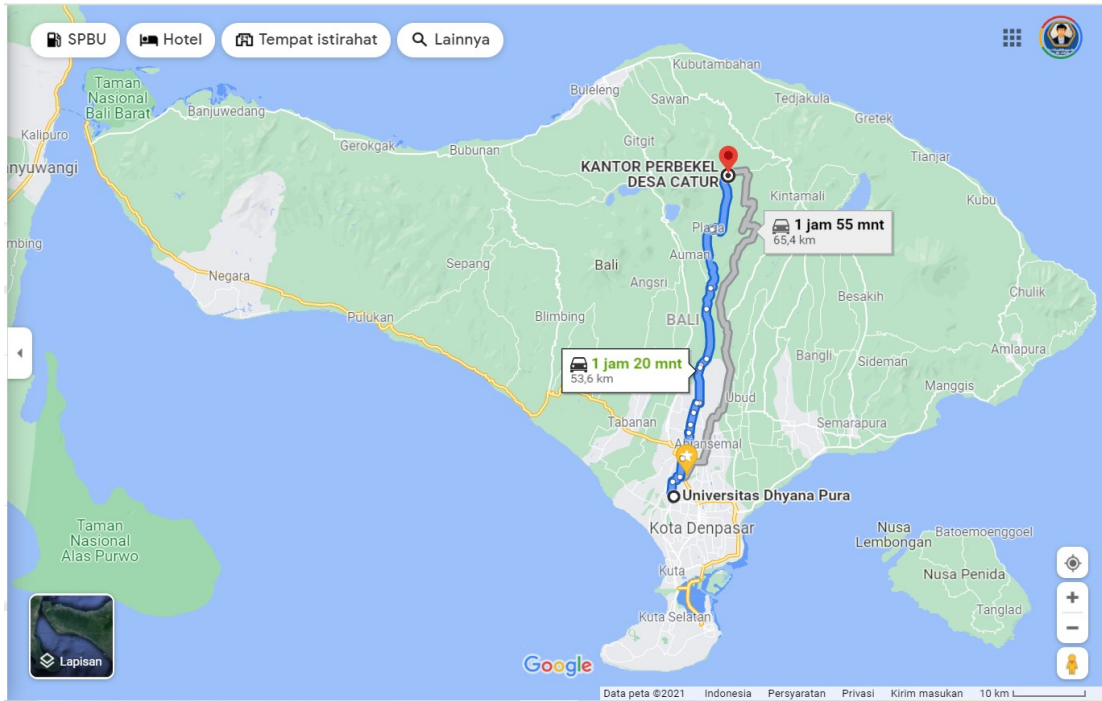 SPBU
Hotel
Tempat istirahat
Lainnya
Taman
Nasional
Bali Barat
Banjuwedang
Kalipuro
nyuwangi
mbing
Gerokgak
Bubunan
Buleleng
Kubutambahan
Sawan
Tedjakula
Gretek
Gitgit
Tianjar
KANTOR PERBEKEL
DESA CATUR
Kintamali
Kubu
1 jam 55 mnt
65,4 km
Plaga
Auman
Sepang
Bali
Angsri
Negara
Besakih
Chulik
Pulukan
Blimbing
BALI
Amlapura
1 jam 20 mnt
53,6 km
Bangli
Sideman
Manggis
Ubud
Tabanan
Semarapura
Abiansemal
Universitas Dhyana Pura
Kota Denpasar
Taman
Nasional
Alas Purwo
Nusa
Lembongan
Batoemoenggoel
Nusa Penida
Kuta
Tanglad
Kuta Selatan
Lapisan
Google
Data peta ©2021 Indonesia Persyaratan Privasi Kirim masukan 10 km